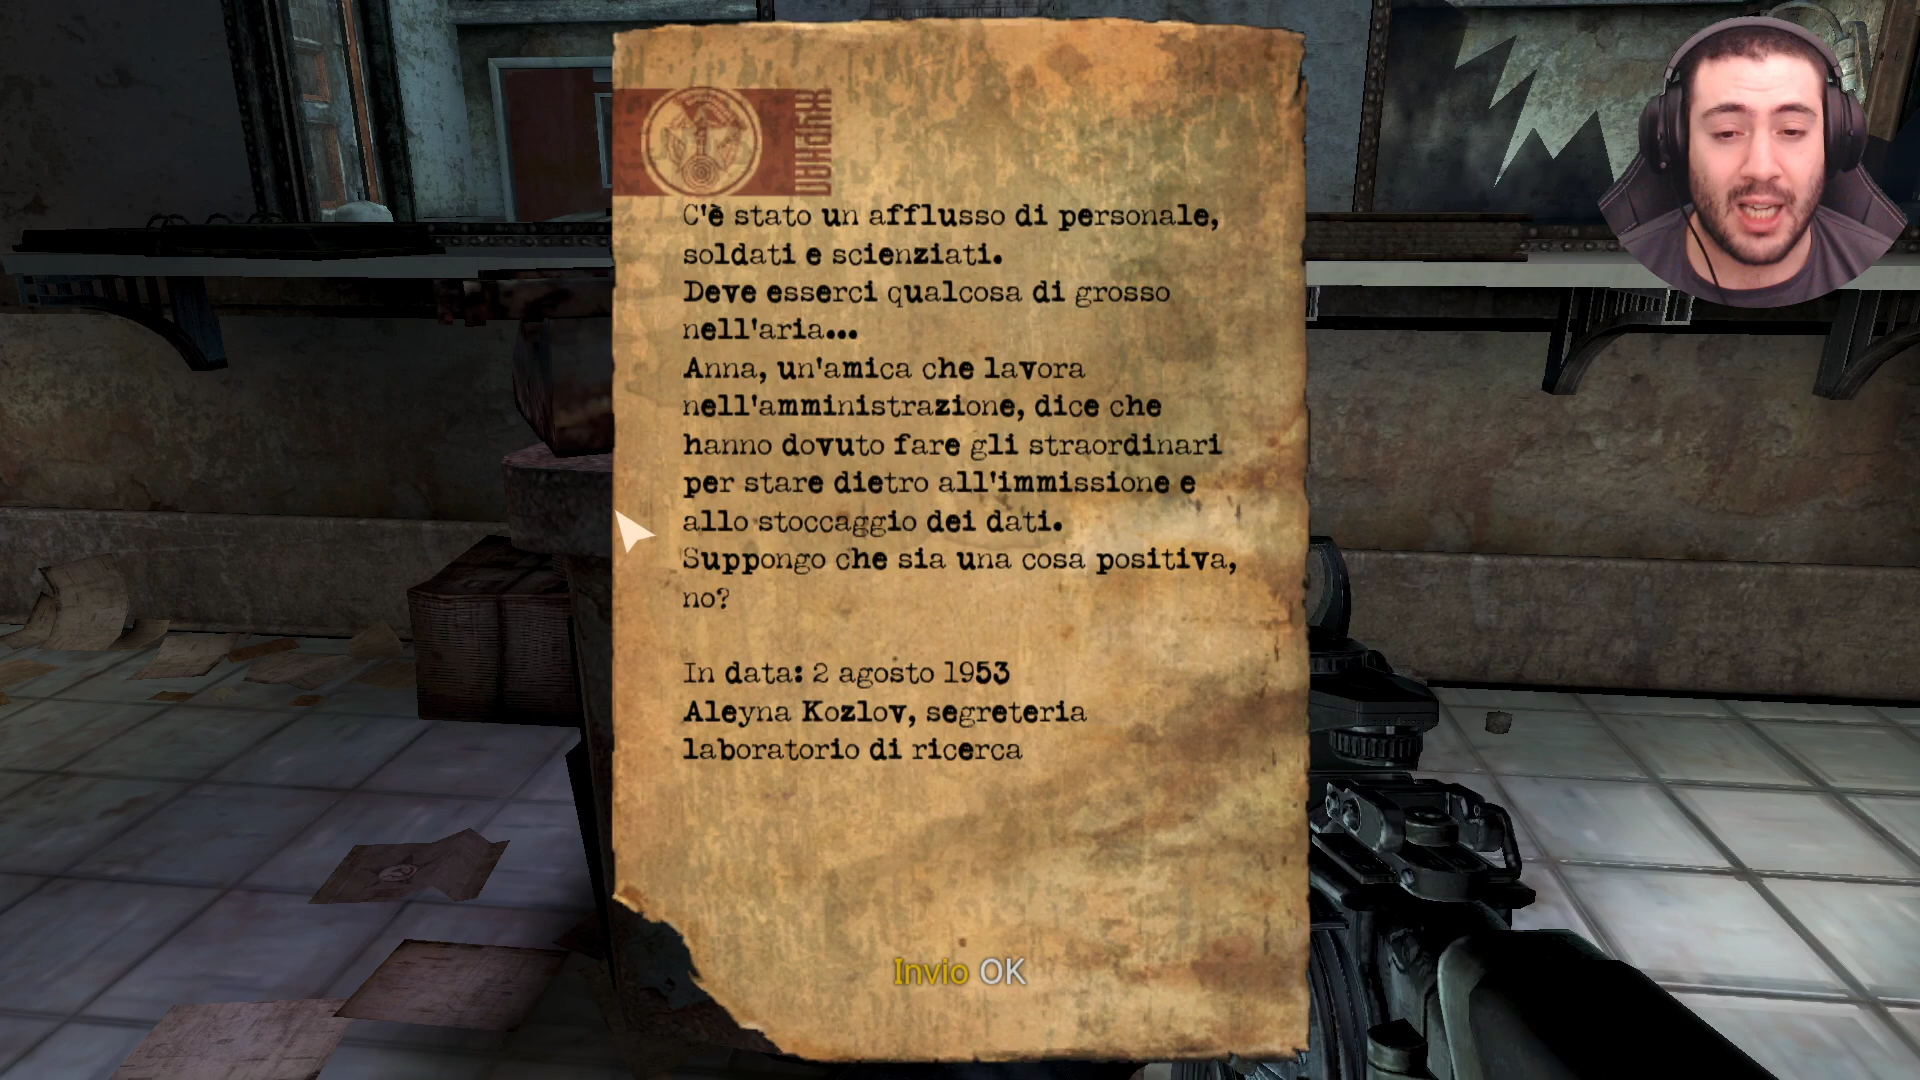 C'è stato un afflusso di personale,
soldati e scienziati.
Deve esserci qualcosa di grosso
nell'aria...
Anna, un'amica che lavora
nell'amministrazione, dice che
hanno dovuto fare gli straordinari
per stare dietro all'immissione e
allo stoccaggio dei dati.
Suppongo che sia una cosa positiva,
no?
In data: 2 agosto 1953
Aleyna Kozlov, segreteria
laboratorio di ricerca
Invio OK